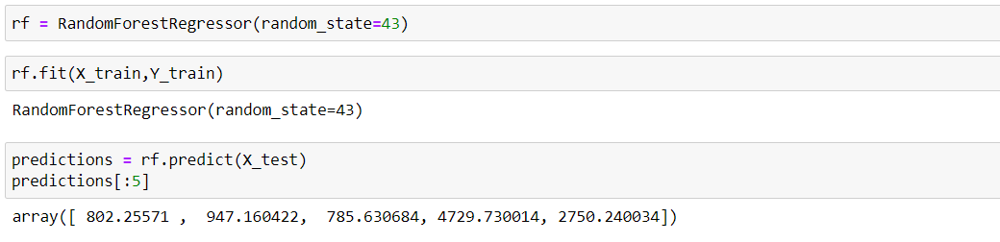 rf = RandomForestRegressor(random_state=43)
rf.fit(X_train,Y_train)
RandomForestRegressor(random_state=43)
predictions = rf.predict(X_test)
predictions[:5]
array([ 802.25571 ,  947.160422,  785.630684, 4729.730014, 2750.240034])